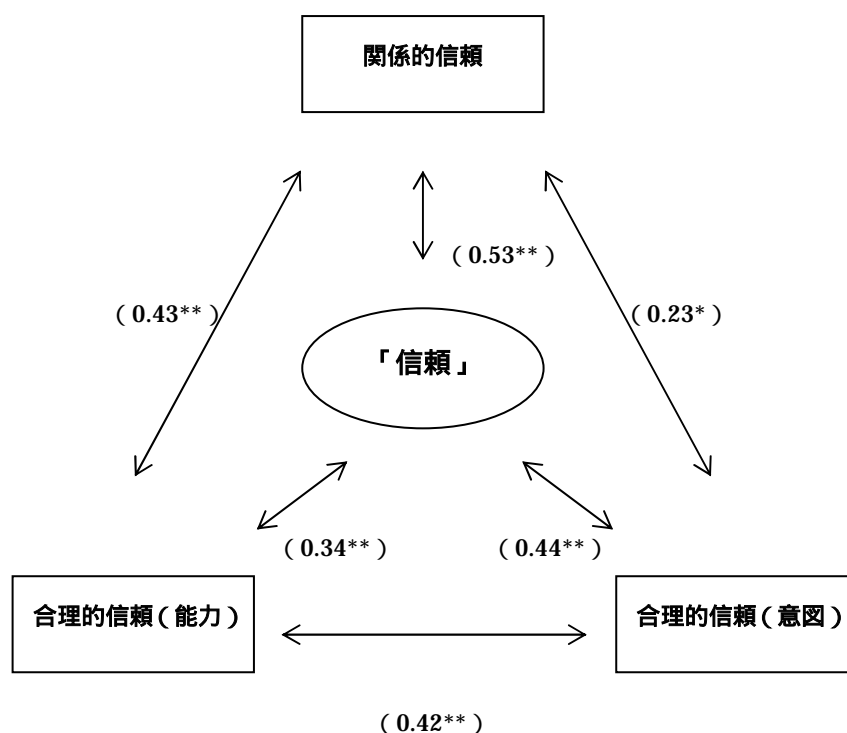 関係的信頼
（0.53**）
（0.43**）
（0.23*）
「信頼」
（0.34**）
（0.44**）
合理的信頼（能力）
合理的信頼（意図）
（0.42**）